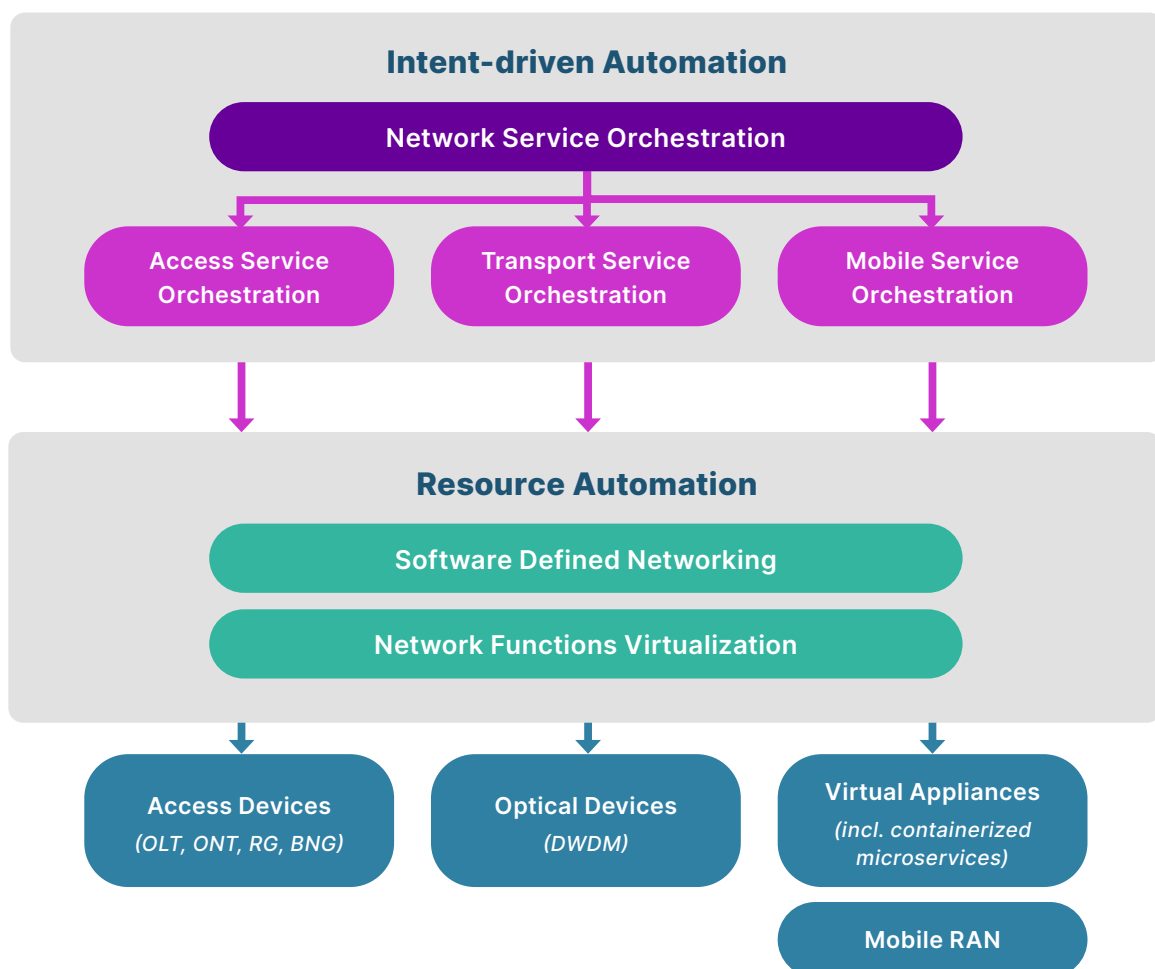 Intent-driven Automation
Network Service Orchestration
Access Service
Orchestration
Transport Service
Orchestration
Mobile Service
Orchestration
Resource Automation
Software Defined Networking
Network Functions Virtualization
Access Devices
(OLT, ONT, RG, BNG)
Optical Devices
(DWDM)
Virtual Appliances
(incl. containerized
microservices)
Mobile RAN